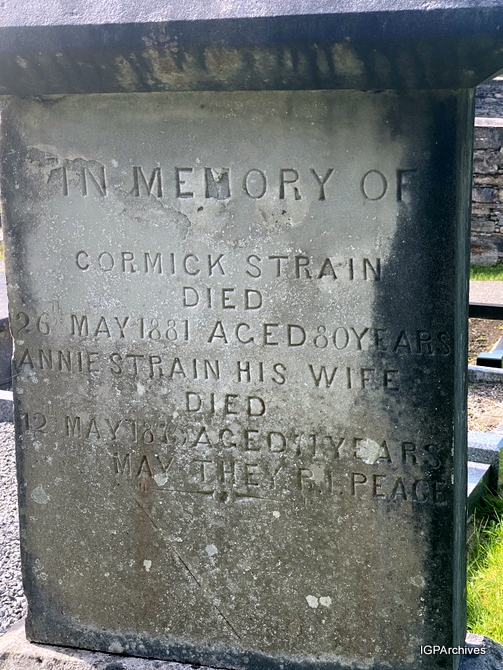 IN MEMORY OF
CORMICK STRAIN
DIED
26 MAY 1881 AGED 80 YEARS
ANNIE STRAIN HIS WIFE
DIED
12 MAY AGED YEARS
MAY THEY R.I. PEACE
IGPArchives